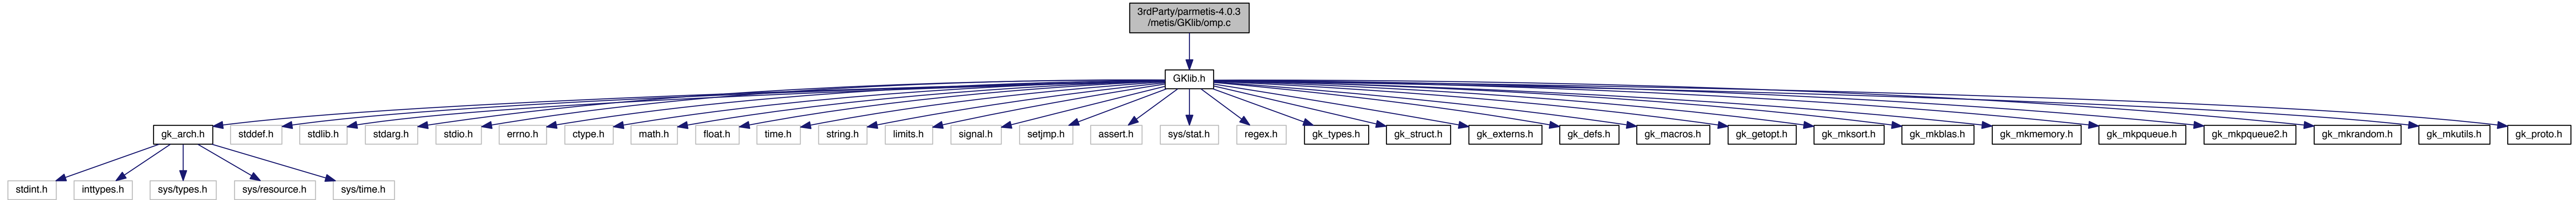 3rdParty/parmetis-4.0.3
/metis/GKlib/omp.c
GKlib.h
gk_arch.h
stddef.h
stdlib.h
stdarg.h
stdio.h
errno.h
ctype.h
math.h
float.h
time.h
string.h
limits.h
signal.h
setjmp.h
assert.h
sys/stat.h
regex.h
gk_types.h
gk_struct.h
gk_externs.h
gk_defs.h
gk_macros.h
gk_getopt.h
gk_mksort.h
gk_mkblas.h
gk_mkmemory.h
gk_mkpqueue.h
gk_mkpqueue2.h
gk_mkrandom.h
gk_mkutils.h
gk_proto.h
stdint.h
inttypes.h
sys/types.h
sys/resource.h
sys/time.h